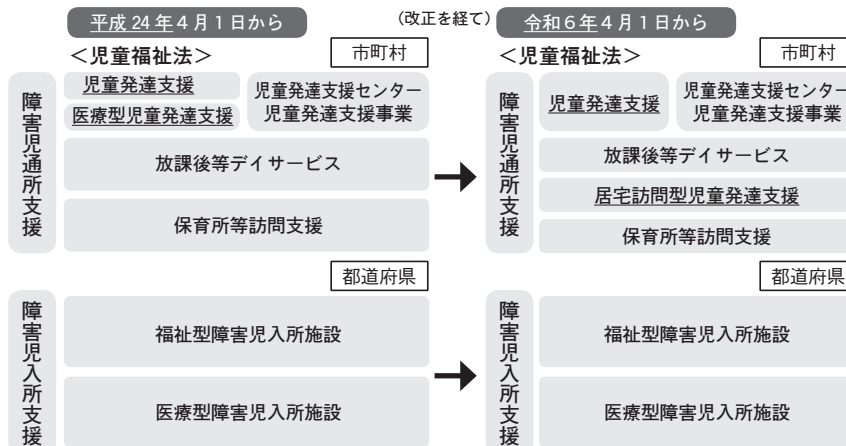 平成24年4月1日から
（改正を経て）
令和6年4月1日から
＜児童福祉法＞
市町村
障害児通所支援
児童発達支援
医療型児童発達支援
児童発達支援センター
児童発達支援事業
放課後等デイサービス
保育所等訪問支援
都道府県
障害児入所支援
福祉型障害児入所施設
医療型障害児入所施設
＜児童福祉法＞
市町村
障害児通所支援
児童発達支援
児童発達支援センター
児童発達支援事業
放課後等デイサービス
居宅訪問型児童発達支援
保育所等訪問支援
都道府県
障害児入所支援
福祉型障害児入所施設
医療型障害児入所施設